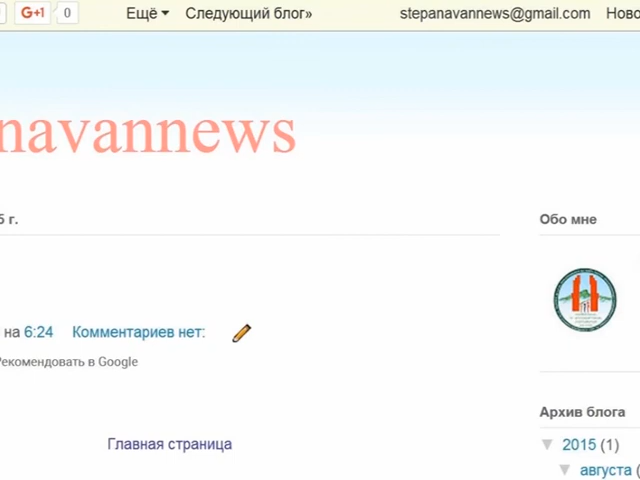 G+1 0 Ещё Следующий блог» stepanavannews@gmail.com Ново
navannews
5 г.
Обо мне
на 6:24 Комментариев нет:
Рекомендовать в Google
Архив блога
Главная страница
▼ 2015 (1)
▼ августа (